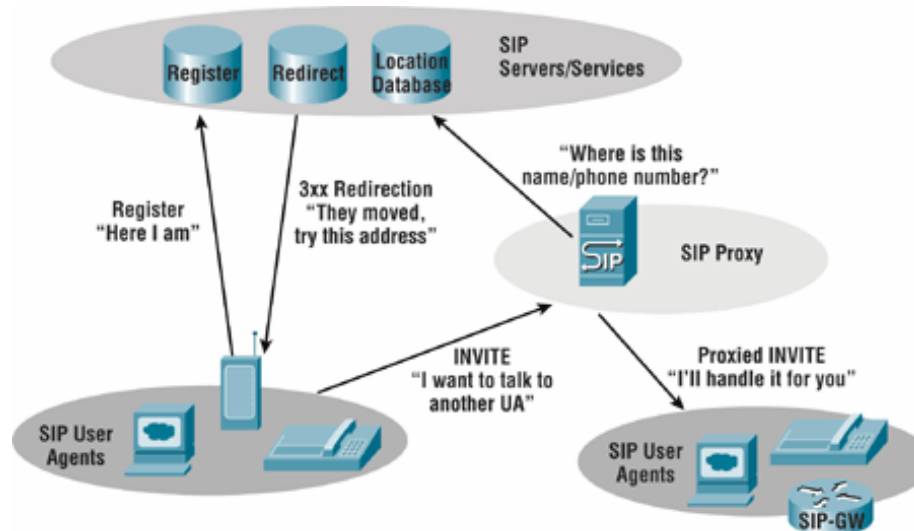 SIP
Servers/Services
Register
Redirect
Location
Database
"Where is this
name/phone number?"
3xx Redirection
"They moved,
try this address"
Register
"Here I am"
SIP
SIP Proxy
INVITE
"I want to talk to
another UA"
Proxied INVITE
"I'll handle it for you"
SIP User
Agents
SIP User
Agents
SIP-GW